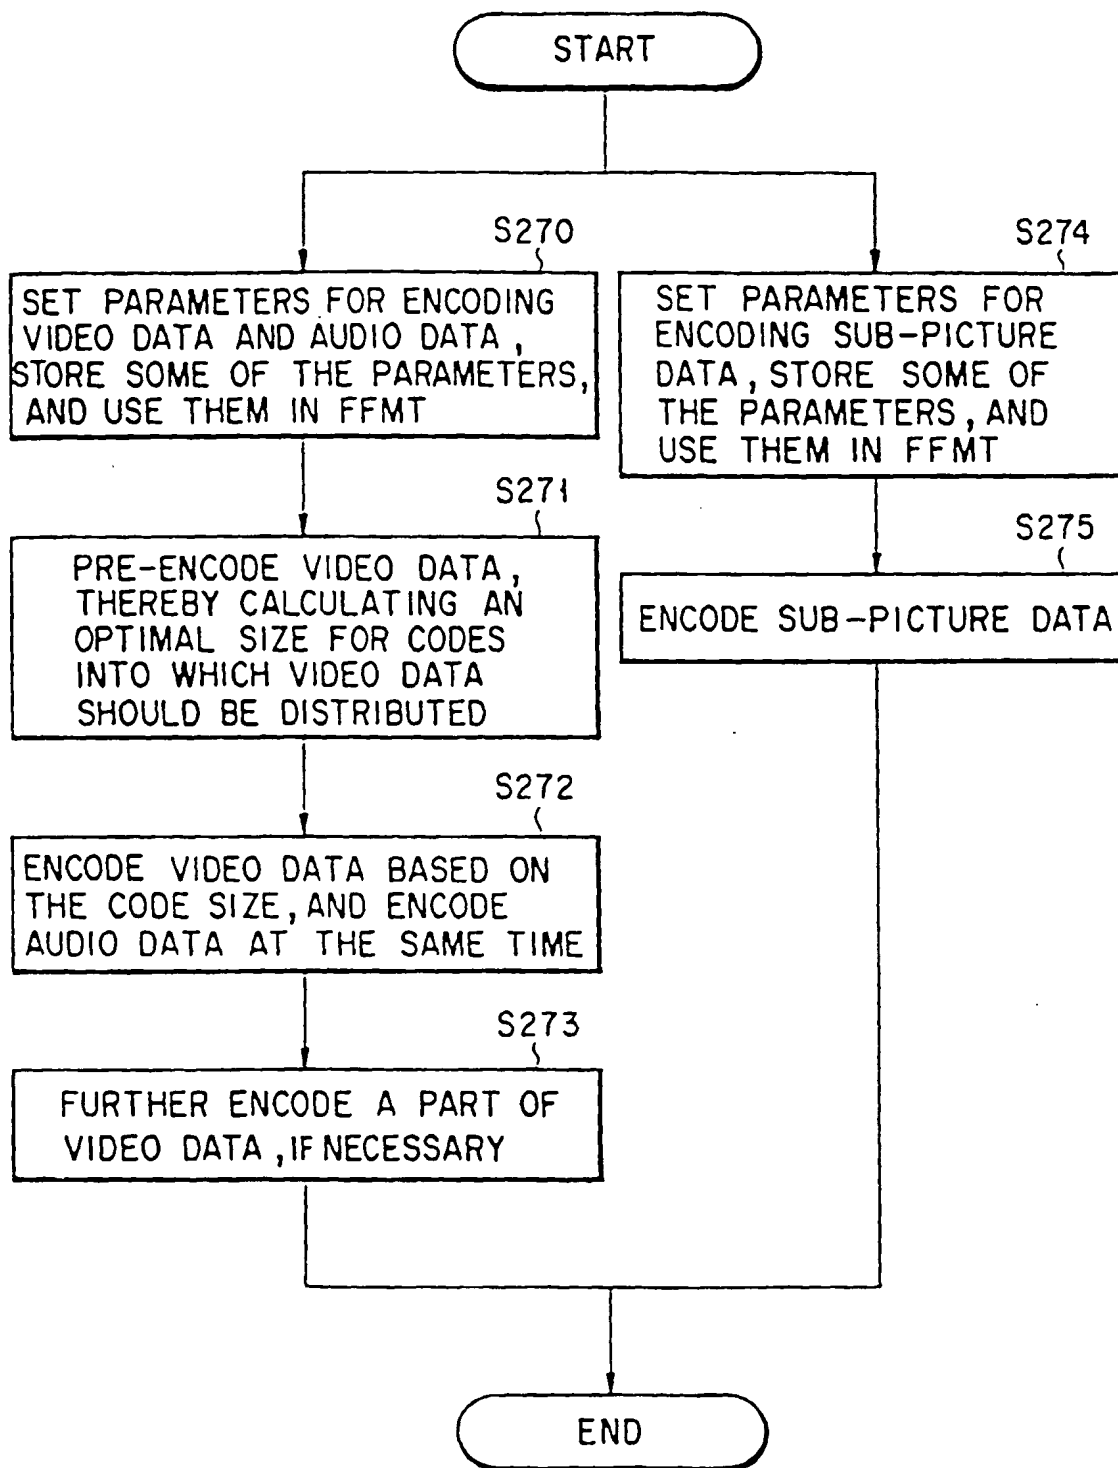 START
S270
SET PARAMETERS FOR ENCODING
VIDEO DATA AND AUDIO DATA,
STORE SOME OF THE PARAMETERS,
AND USE THEM IN FFMT
S271
PRE-ENCODE VIDEO DATA,
THEREBY CALCULATING AN
OPTIMAL SIZE FOR CODES
INTO WHICH VIDEO DATA
SHOULD BE DISTRIBUTED
S272
ENCODE VIDEO DATA BASED ON
THE CODE SIZE, AND ENCODE
AUDIO DATA AT THE SAME TIME
S273
FURTHER ENCODE A PART OF
VIDEO DATA, IF NECESSARY
S274
SET PARAMETERS FOR
ENCODING SUB-PICTURE
DATA, STORE SOME OF
THE PARAMETERS, AND
USE THEM IN FFMT
S275
ENCODE SUB-PICTURE DATA
END